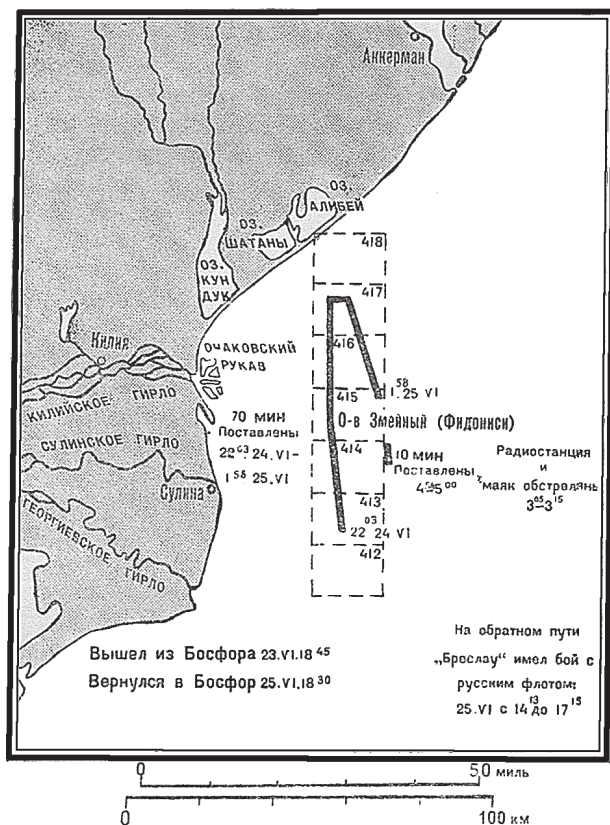 Аккерман
ОЗ.
АЛИБЕЙ
ОЗ.
ШАТАНЫ
ОЗ.
КУН
ДУК
418
417
416
415
414
413
412
Килия
ОЧАКОВСКИЙ
РУКАВ
КИЛИЙСКОЕ ГИРЛО
СУЛИНСКОЕ ГИРЛО
Сулина
ГЕОРГИЕВСКОЕ ГИРЛО
70 МИН
Поставлены
22 03 24.VI–
1 58 25.VI
1 58 25 VI
О-в Змейный (Фидониси)
10 МИН
Поставлены
Радиостанция
и
маяк обстрелянь
3 05–3 15
22 03 24 VI
Вышел из Босфора 23.VI.18 45
Вернулся в Босфор 25.VI.18 30
На обратном пути
„Бреслау“ имел бой с
русским флотом:
25.VI с 14 13 до 17 15
0 50 МИЛЬ
0 100 КМ